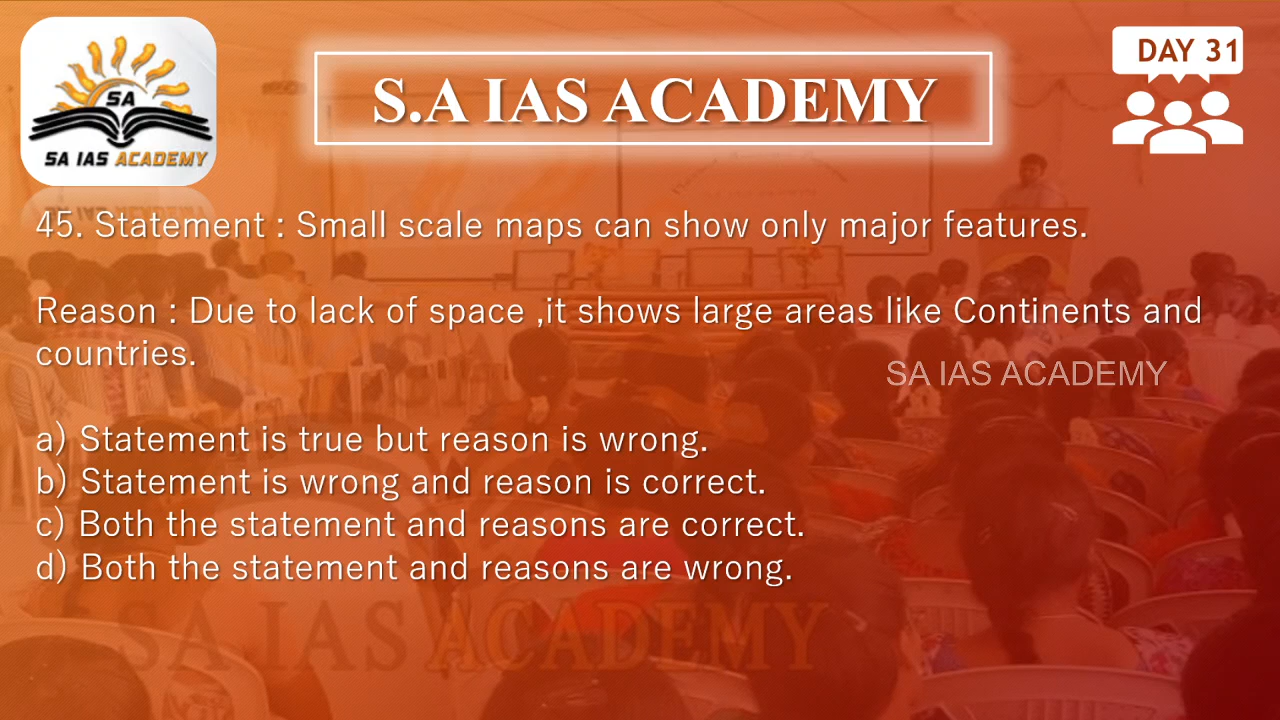 SA
SA IAS ACADEMY
S.A IAS ACADEMY
DAY 31
45. Statement : Small scale maps can show only major features.
Reason : Due to lack of space ,it shows large areas like Continents and
countries.
SA IAS ACADEMY
a) Statement is true but reason is wrong.
b) Statement is wrong and reason is correct.
c) Both the statement and reasons are correct.
d) Both the statement and reasons are wrong.
SA IAS ACADEMY